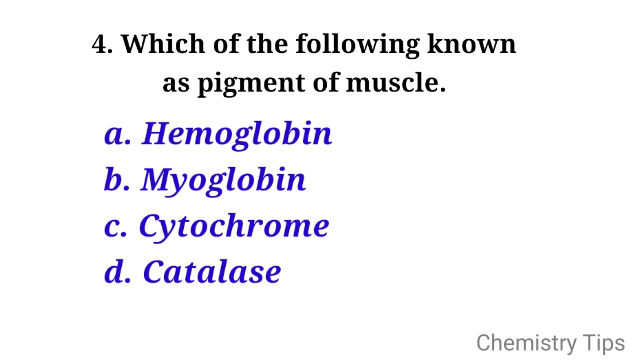 4. Which of the following known
as pigment of muscle.
a. Hemoglobin
b. Myoglobin
c. Cytochrome
d. Catalase
Chemistry Tips